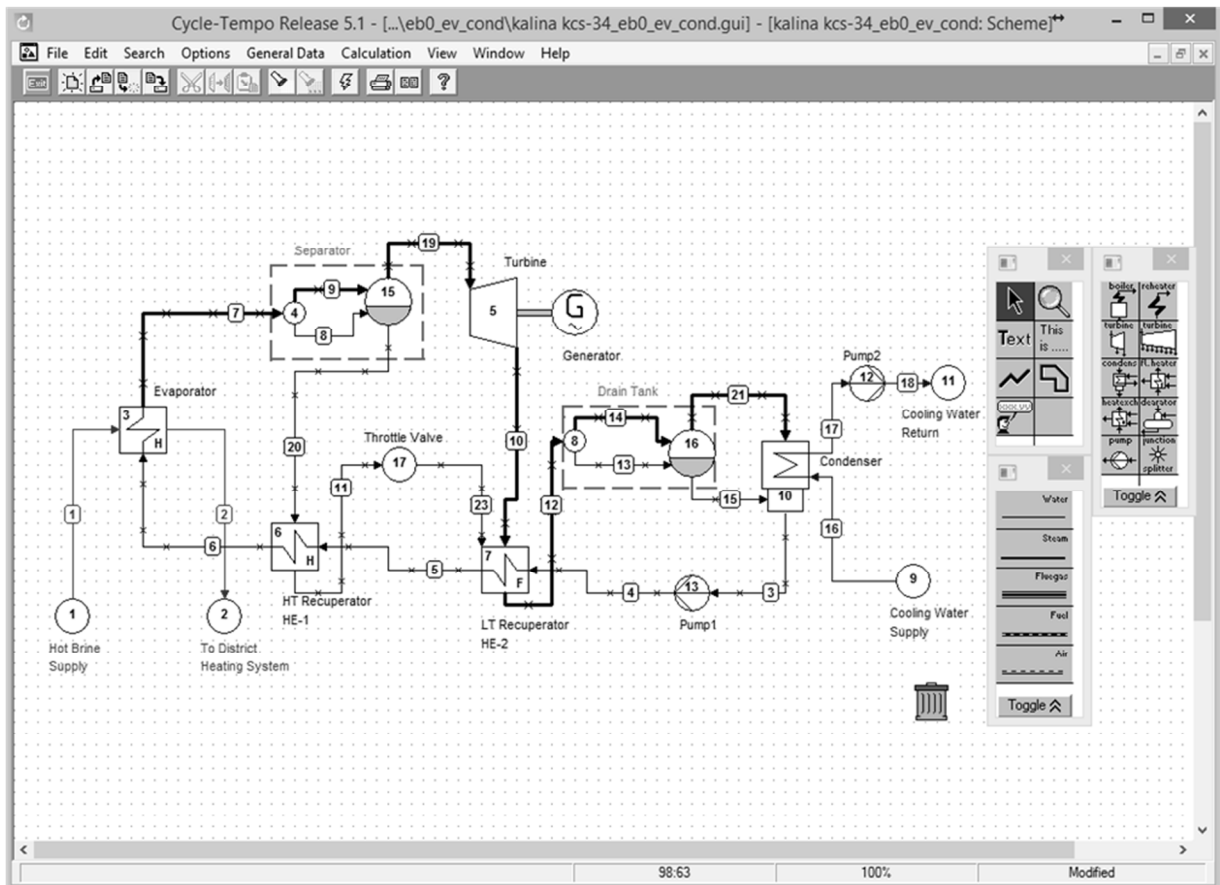 Cycle-Tempo Release 5.1 - [...\eb0_ev_cond\kalina kcs-34_eb0_ev_cond.gui] - [kalina kcs-34_eb0_ev_cond: Scheme]
File Edit Search Options General Data Calculation View Window Help
Exit
Separator
19
Turbine
9
15
7
4
8
5
G
~
Generator
Evaporator
3
H
20
11
Throttle Valve
17
23
10
Drain Tank
14
8
13
16
12
21
15
Pump2
12
18
11
Cooling Water
Return
17
Condenser
10
16
1
2
6
6
H
5
7
F
4
13
3
9
1
2
HT Recuperator
HE-1
LT Recuperator
HE-2
Pump1
Cooling Water
Supply
Hot Brine
Supply
To District
Heating System
Text
This
is .....
boiler
reheater
turbine
turbine
condens
fl.heater
heatexch
dearator
pump
junction
splitter
Toggle
Water
Steam
Fluegas
Fuel
Air
Toggle
98:63
100%
Modified